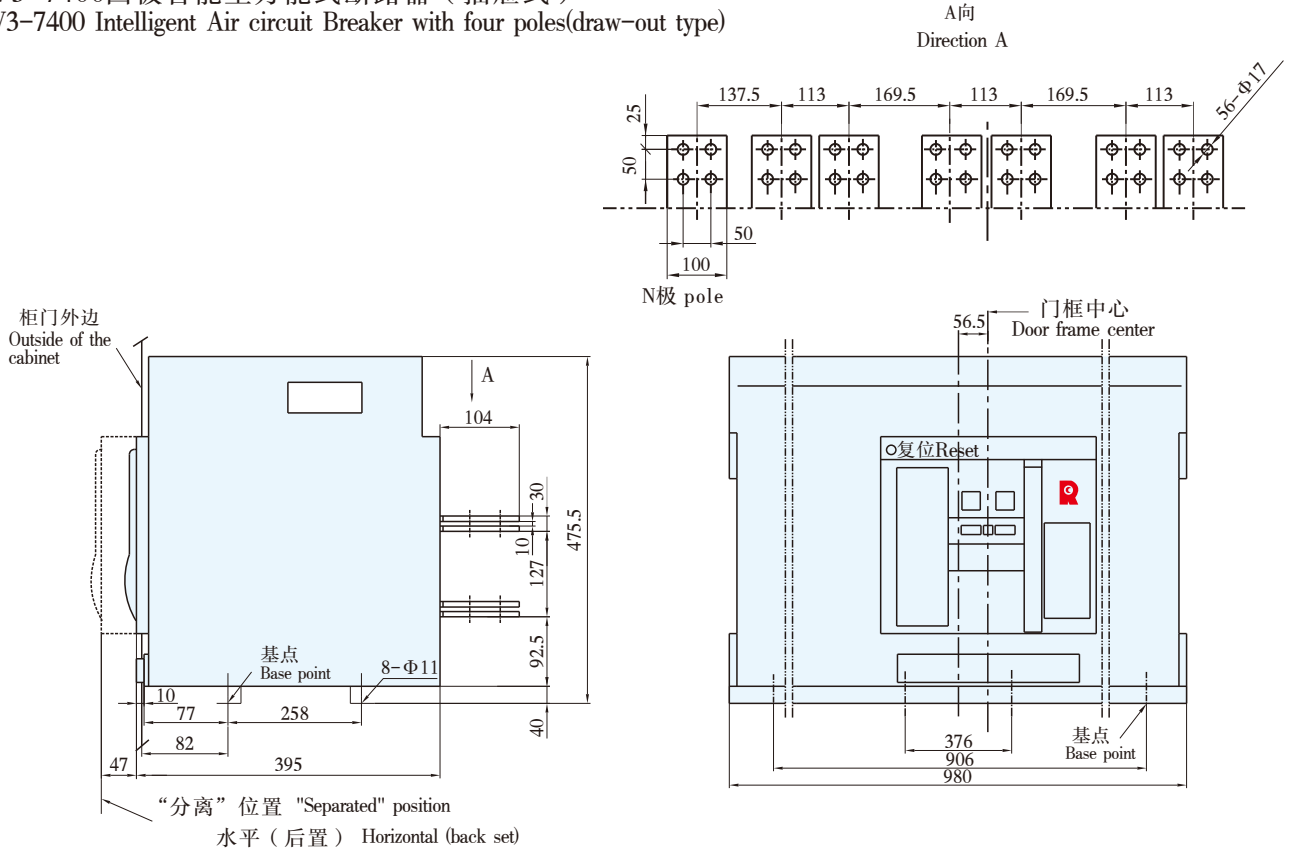 Intelligent Air circuit Breaker with four poles(draw-out type)
A向
Direction A
137.5 113 169.5 113 169.5 113
56-Φ17
25
50
50
100
N极 pole
柜门外边
Outside of the
cabinet
A
104
30
10
127
475.5
92.5
40
基点
Base point
8-Φ11
10
77 258
82
47 395
“分离”位置 "Separated" position
水平（后置） Horizontal (back set)
56.5
门框中心
Door frame center
复位Reset
R
376
906
980
基点
Base point